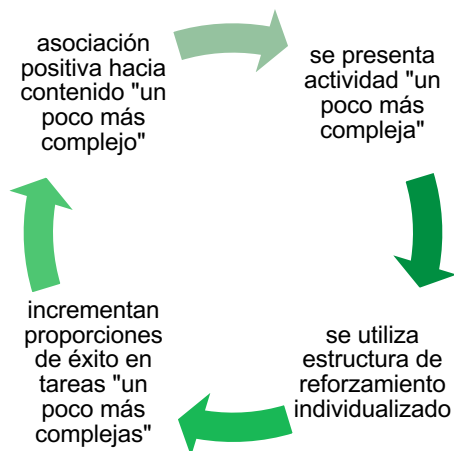 asociación
positiva hacia
contenido "un
poco más
complejo"
se presenta
actividad "un
poco más
compleja"
se utiliza
estructura de
reforzamiento
individualizado
incrementan
proporciones
de éxito en
tareas "un
poco más
complejas"